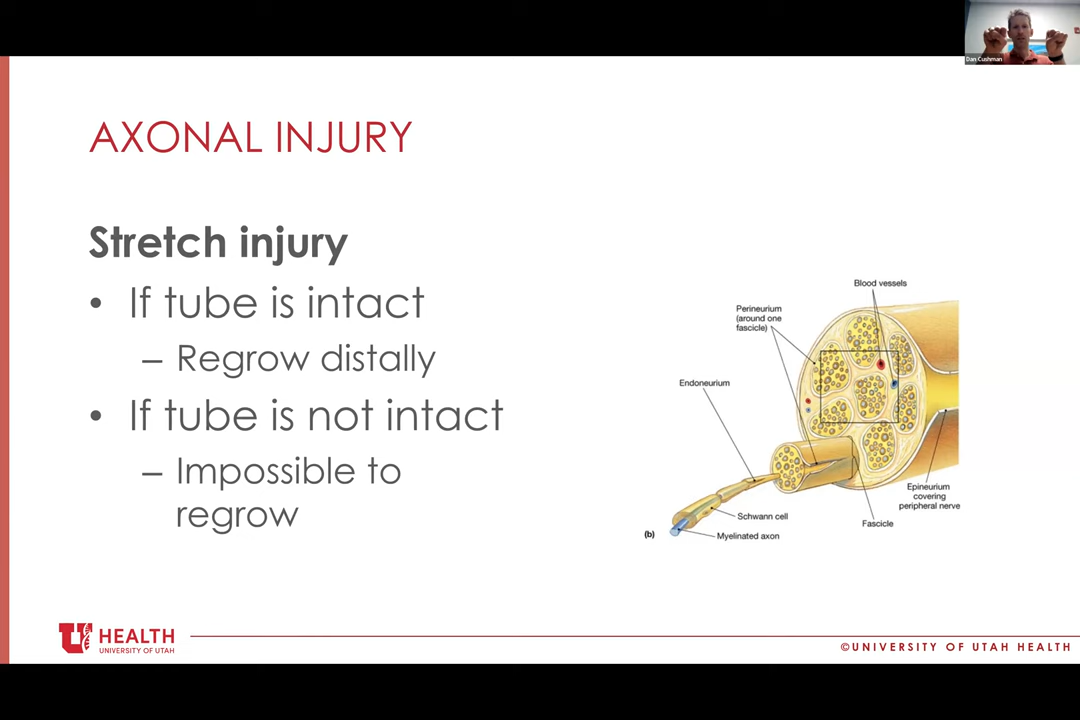 Dan Cushman
AXONAL INJURY
Stretch injury
• If tube is intact
– Regrow distally
• If tube is not intact
– Impossible to
regrow
Blood vessels
Perineurium
(around one
fascicle)
Endoneurium
Epineurium
covering
peripheral nerve
Fascicle
Schwann cell
Myelinated axon
(b)
U HEALTH
UNIVERSITY OF UTAH
©UNIVERSITY OF UTAH HEALTH